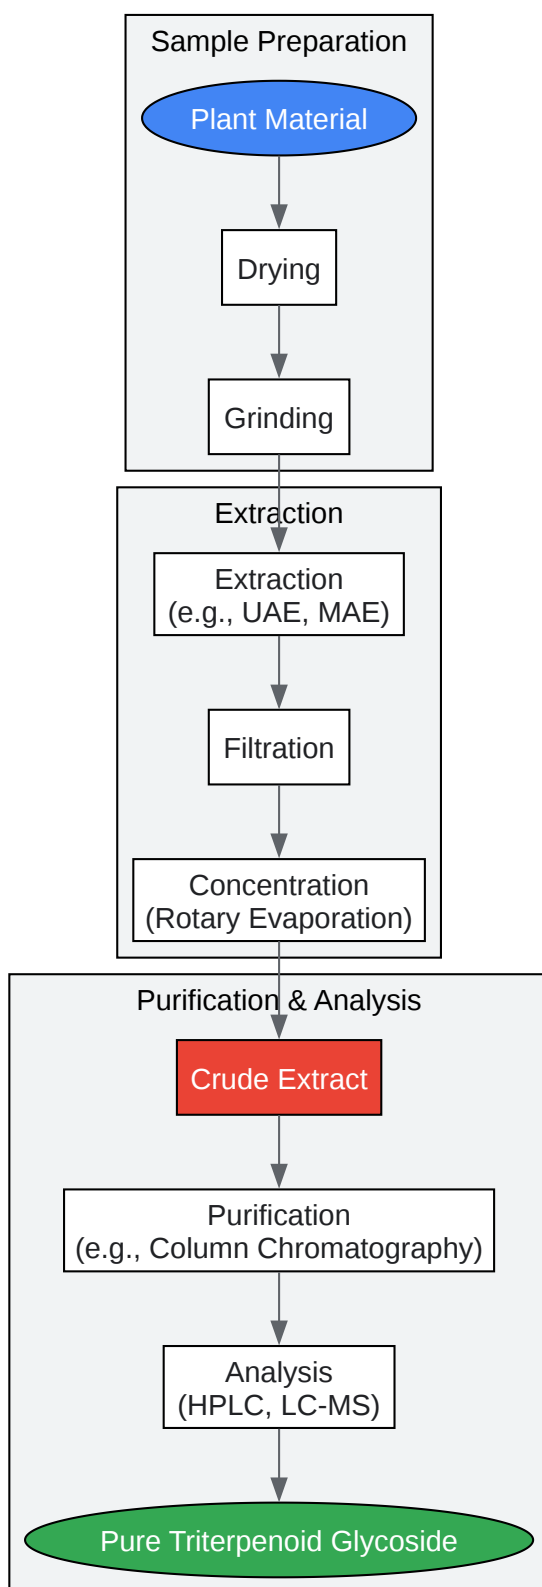 Sample Preparation
Plant Material
Drying
Grinding
Extraction
Extraction
(e.g., UAE, MAE)
Filtration
Concentration
(Rotary Evaporation)
Purification & Analysis
Crude Extract
Purification
(e.g., Column Chromatography)
Analysis
(HPLC, LC-MS)
Pure Triterpenoid Glycoside